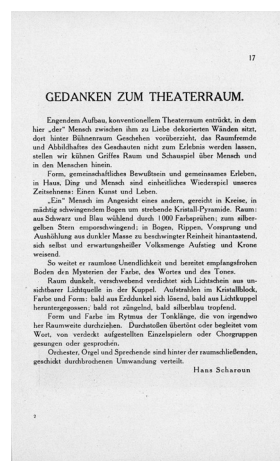 17
GEDANKEN ZUM THEATERRAUM.
Engendem Aufbau, konventionellem Theaterraum entrückt, in dem
hier „der“ Mensch zwischen ihm zu Liebe dekorierten Wänden sitzt,
dort hinter Bühnenraum Geschehen vorüberzieht, das Raumfremde
und Abbildhaftes des Geschauten nicht zum Erlebnis werden lassen,
stellen wir kühnen Griffes Raum und Schauspiel über Mensch und
in den Menschen hinein.
Form, gemeinschaftliches Bewußtsein und gemeinsames Erleben,
in Haus, Ding und Mensch sind einheitliches Wiederspiel unseres
Zeitsehnens: Einen Kunst und Leben.
„Ein“ Mensch im Angesicht eines andern, gereicht in Kreise, in
mächtig schwingendem Bogen um strebende Kristall-Pyramide. Raum:
aus Schwarz und Blau wühlend durch 1000 Farbsprühen; zum silber-
gelben Stern emporschwingend; in Bogen, Rippen, Vorsprung und
Aushöhlung aus dunkler Masse zu beschwingter Reinheit hinantastend,
sich selbst und erwartungsheißer Volksmenge Aufstieg und Krone
weisend.
So weitet er raumlose Unendlichkeit und bereitet empfangsfrohen
Boden den Mysterien der Farbe, des Wortes und des Tones.
Raum dunkelt, verschwebend verdichtet sich Lichtschein aus un-
sichtbarer Lichtquelle in der Kuppel. Aufstrahlen im Kristallblock,
Farbe und Form: bald aus Erddunkel sich lösend, bald aus Lichtkuppel
heruntergegossen; bald rot züngelnd, bald silberblau tropfend.
Form und Farbe im Rytmus der Tonklänge, die von irgendwo
her Raumweite durchziehen. Durchstoßen übertönt oder begleitet vom
Wort, von verdeckt aufgestellten Einzelsprechern oder Chorgruppen
gesungen oder gesprochen.
Orchester, Orgel und Sprechende sind hinter der raumschließenden,
geschickt durchbrochenen Umwandung verteilt.
Hans Scharoun
2